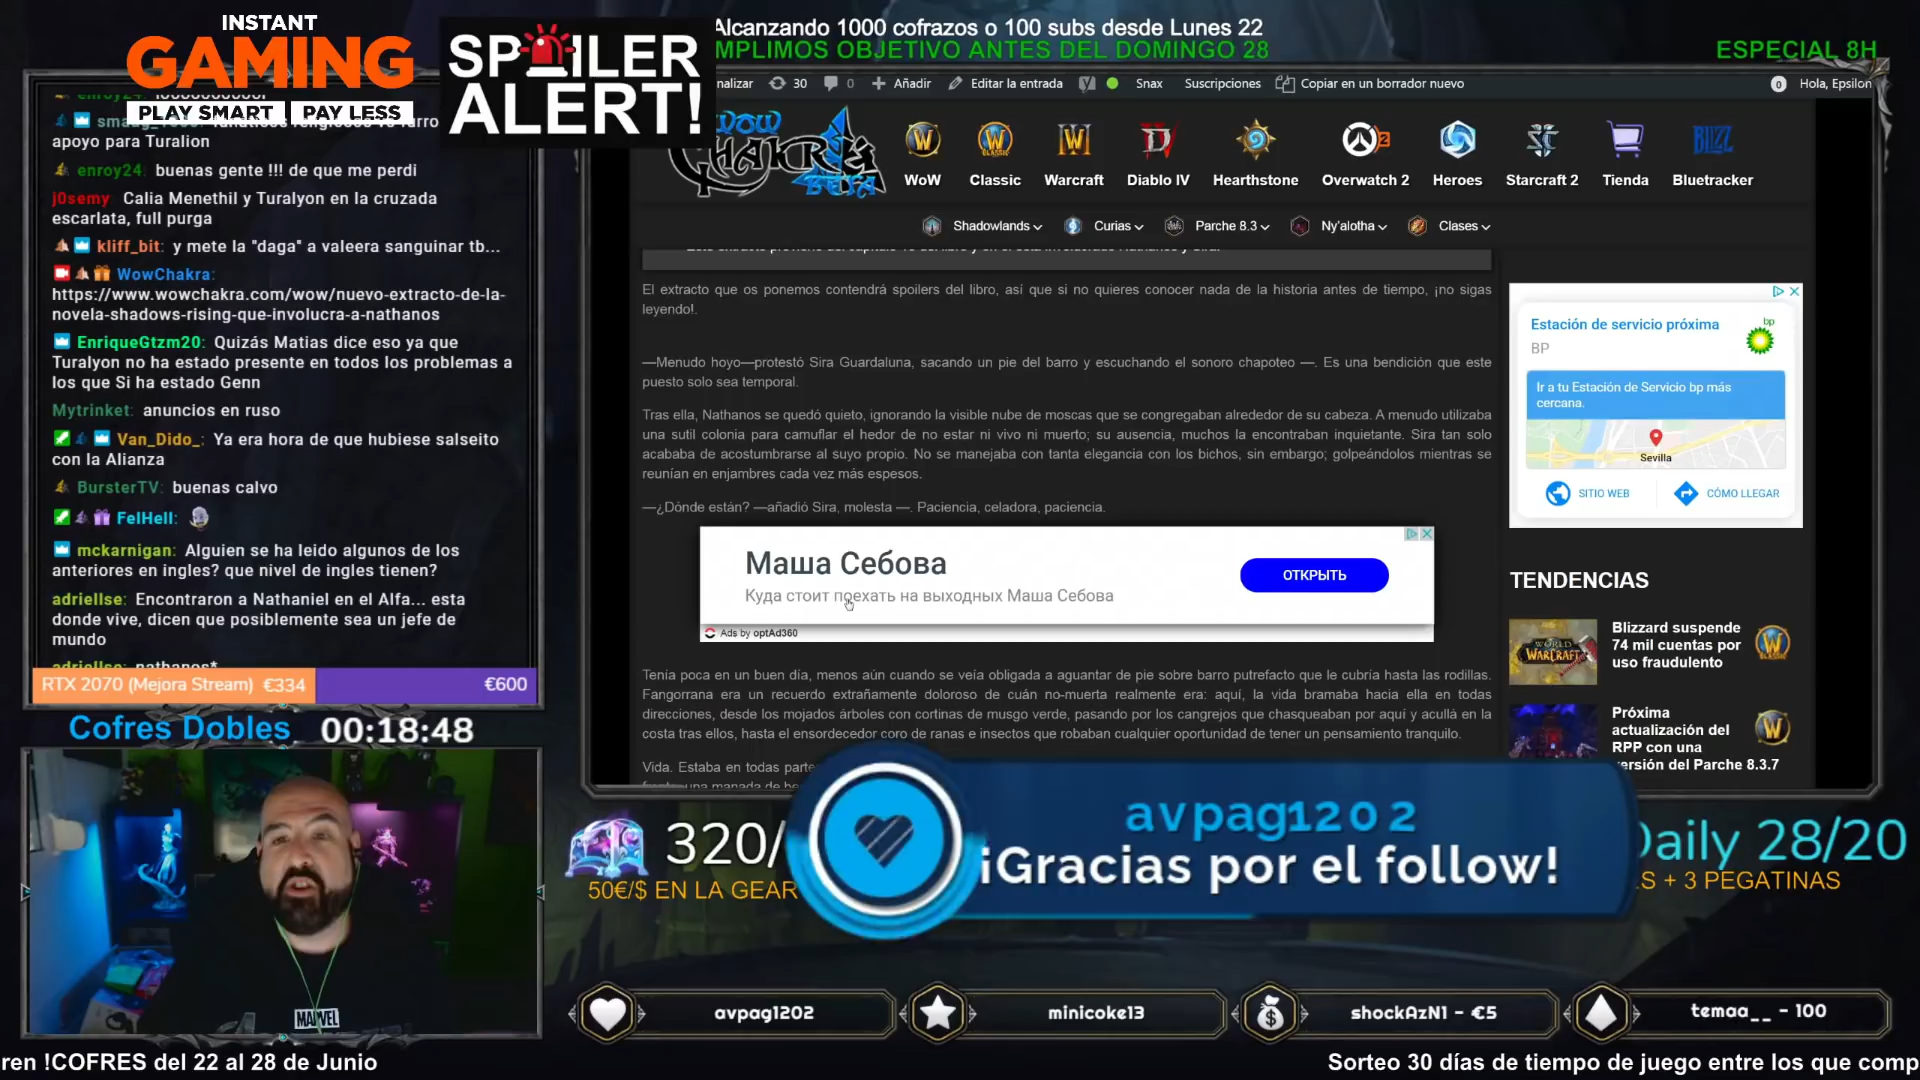 INSTANT
GAMING
PLAY SMART PAY LESS
SPOILER
ALERT!
Alcanzando 1000 cofrazos o 100 subs desde Lunes 22
MPLIMOS OBJETIVO ANTES DEL DOMINGO 28
ESPECIAL 8H
nalizar 30 0 Añadir Editar la entrada Snax Suscripciones Copiar en un borrador nuevo 0 Hola, Epsilon
WOW
CHAKRA
BETA
WoW Classic Warcraft Diablo IV Hearthstone Overwatch 2 Heroes Starcraft 2 Tienda Bluetracker
Shadowlands Curias Parche 8.3 Ny'alotha Clases
apoyo para Turalion
enroy24: buenas gente !!! de que me perdi
j0semy Calia Menethil y Turalyon en la cruzada
escarlata, full purga
kliff_bit: y mete la "daga" a valeera sanguinar tb...
WowChakra:
https://www.wowchakra.com/wow/nuevo-extracto-de-la-
novela-shadows-rising-que-involucra-a-nathanos
EnriqueGtzm20: Quizás Matias dice eso ya que
Turalyon no ha estado presente en todos los problemas a
los que Si ha estado Genn
Mytrinket: anuncios en ruso
Van_Dido_: Ya era hora de que hubiese salseito
con la Alianza
BursterTV: buenas calvo
FelHell:
mckarnigan: Alguien se ha leido algunos de los
anteriores en ingles? que nivel de ingles tienen?
adriellse: Encontraron a Nathaniel en el Alfa... esta
donde vive, dicen que posiblemente sea un jefe de
mundo
adriellse: nathanos*
RTX 2070 (Mejora Stream) €334 €600
Cofres Dobles 00:18:48
El extracto que os ponemos contendrá spoilers del libro, así que si no quieres conocer nada de la historia antes de tiempo, ¡no sigas
leyendo!.
—Menudo hoyo—protestó Sira Guardaluna, sacando un pie del barro y escuchando el sonoro chapoteo —. Es una bendición que este
puesto solo sea temporal.
Tras ella, Nathanos se quedó quieto, ignorando la visible nube de moscas que se congregaban alrededor de su cabeza. A menudo utilizaba
una sutil colonia para camuflar el hedor de no estar ni vivo ni muerto; su ausencia, muchos la encontraban inquietante. Sira tan solo
acababa de acostumbrarse al suyo propio. No se manejaba con tanta elegancia con los bichos, sin embargo; golpeándolos mientras se
reunían en enjambres cada vez más espesos.
—¿Dónde están? —añadió Sira, molesta —. Paciencia, celadora, paciencia.
Маша Себова
Куда стоит поехать на выходных Маша Себова
ОТКРЫТЬ
Ads by optAd360
Tenía poca en un buen día, menos aún cuando se veía obligada a aguantar de pie sobre barro putrefacto que le cubría hasta las rodillas.
Fangorrana era un recuerdo extrañamente doloroso de cuán no-muerta realmente era: aquí, la vida bramaba hacia ella en todas
direcciones, desde los mojados árboles con cortinas de musgo verde, pasando por los cangrejos que chasqueaban por aquí y acullá en la
costa tras ellos, hasta el ensordecedor coro de ranas e insectos que robaban cualquier oportunidad de tener un pensamiento tranquilo.
Vida. Estaba en todas parte
Estación de servicio próxima
BP
bp
Ir a tu Estación de Servicio bp más
cercana.
Sevilla
SITIO WEB CÓMO LLEGAR
TENDENCIAS
Blizzard suspende
74 mil cuentas por
uso fraudulento
WORLD
WARCRAFT
Próxima
actualización del
RPP con una
ersión del Parche 8.3.7
320/
50€/$ EN LA GEAR
avpag1202
¡Gracias por el follow!
Daily 28/20
S + 3 PEGATINAS
MARVEL
avpag1202 minicoke13 shockAzN1 - €5 temaa__ - 100
ren !COFRES del 22 al 28 de Junio
Sorteo 30 días de tiempo de juego entre los que comp